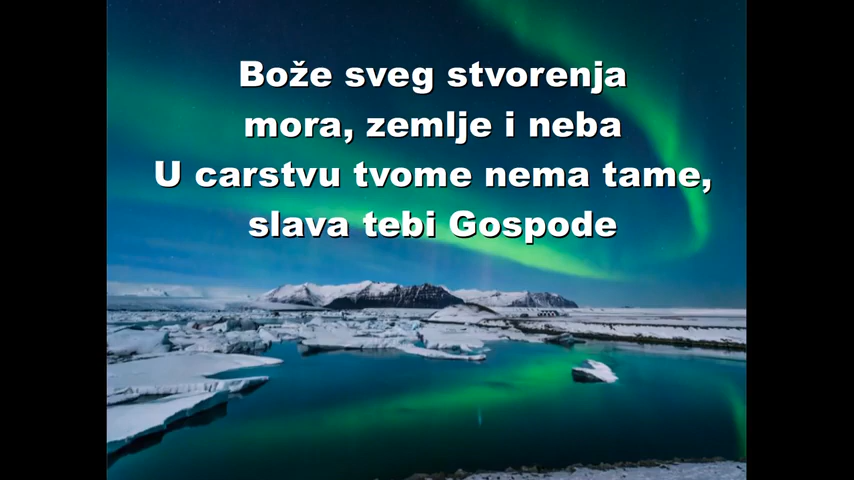 Bože sveg stvorenja
mora, zemlje i neba
U carstvu tvome nema tame,
slava tebi Gospode